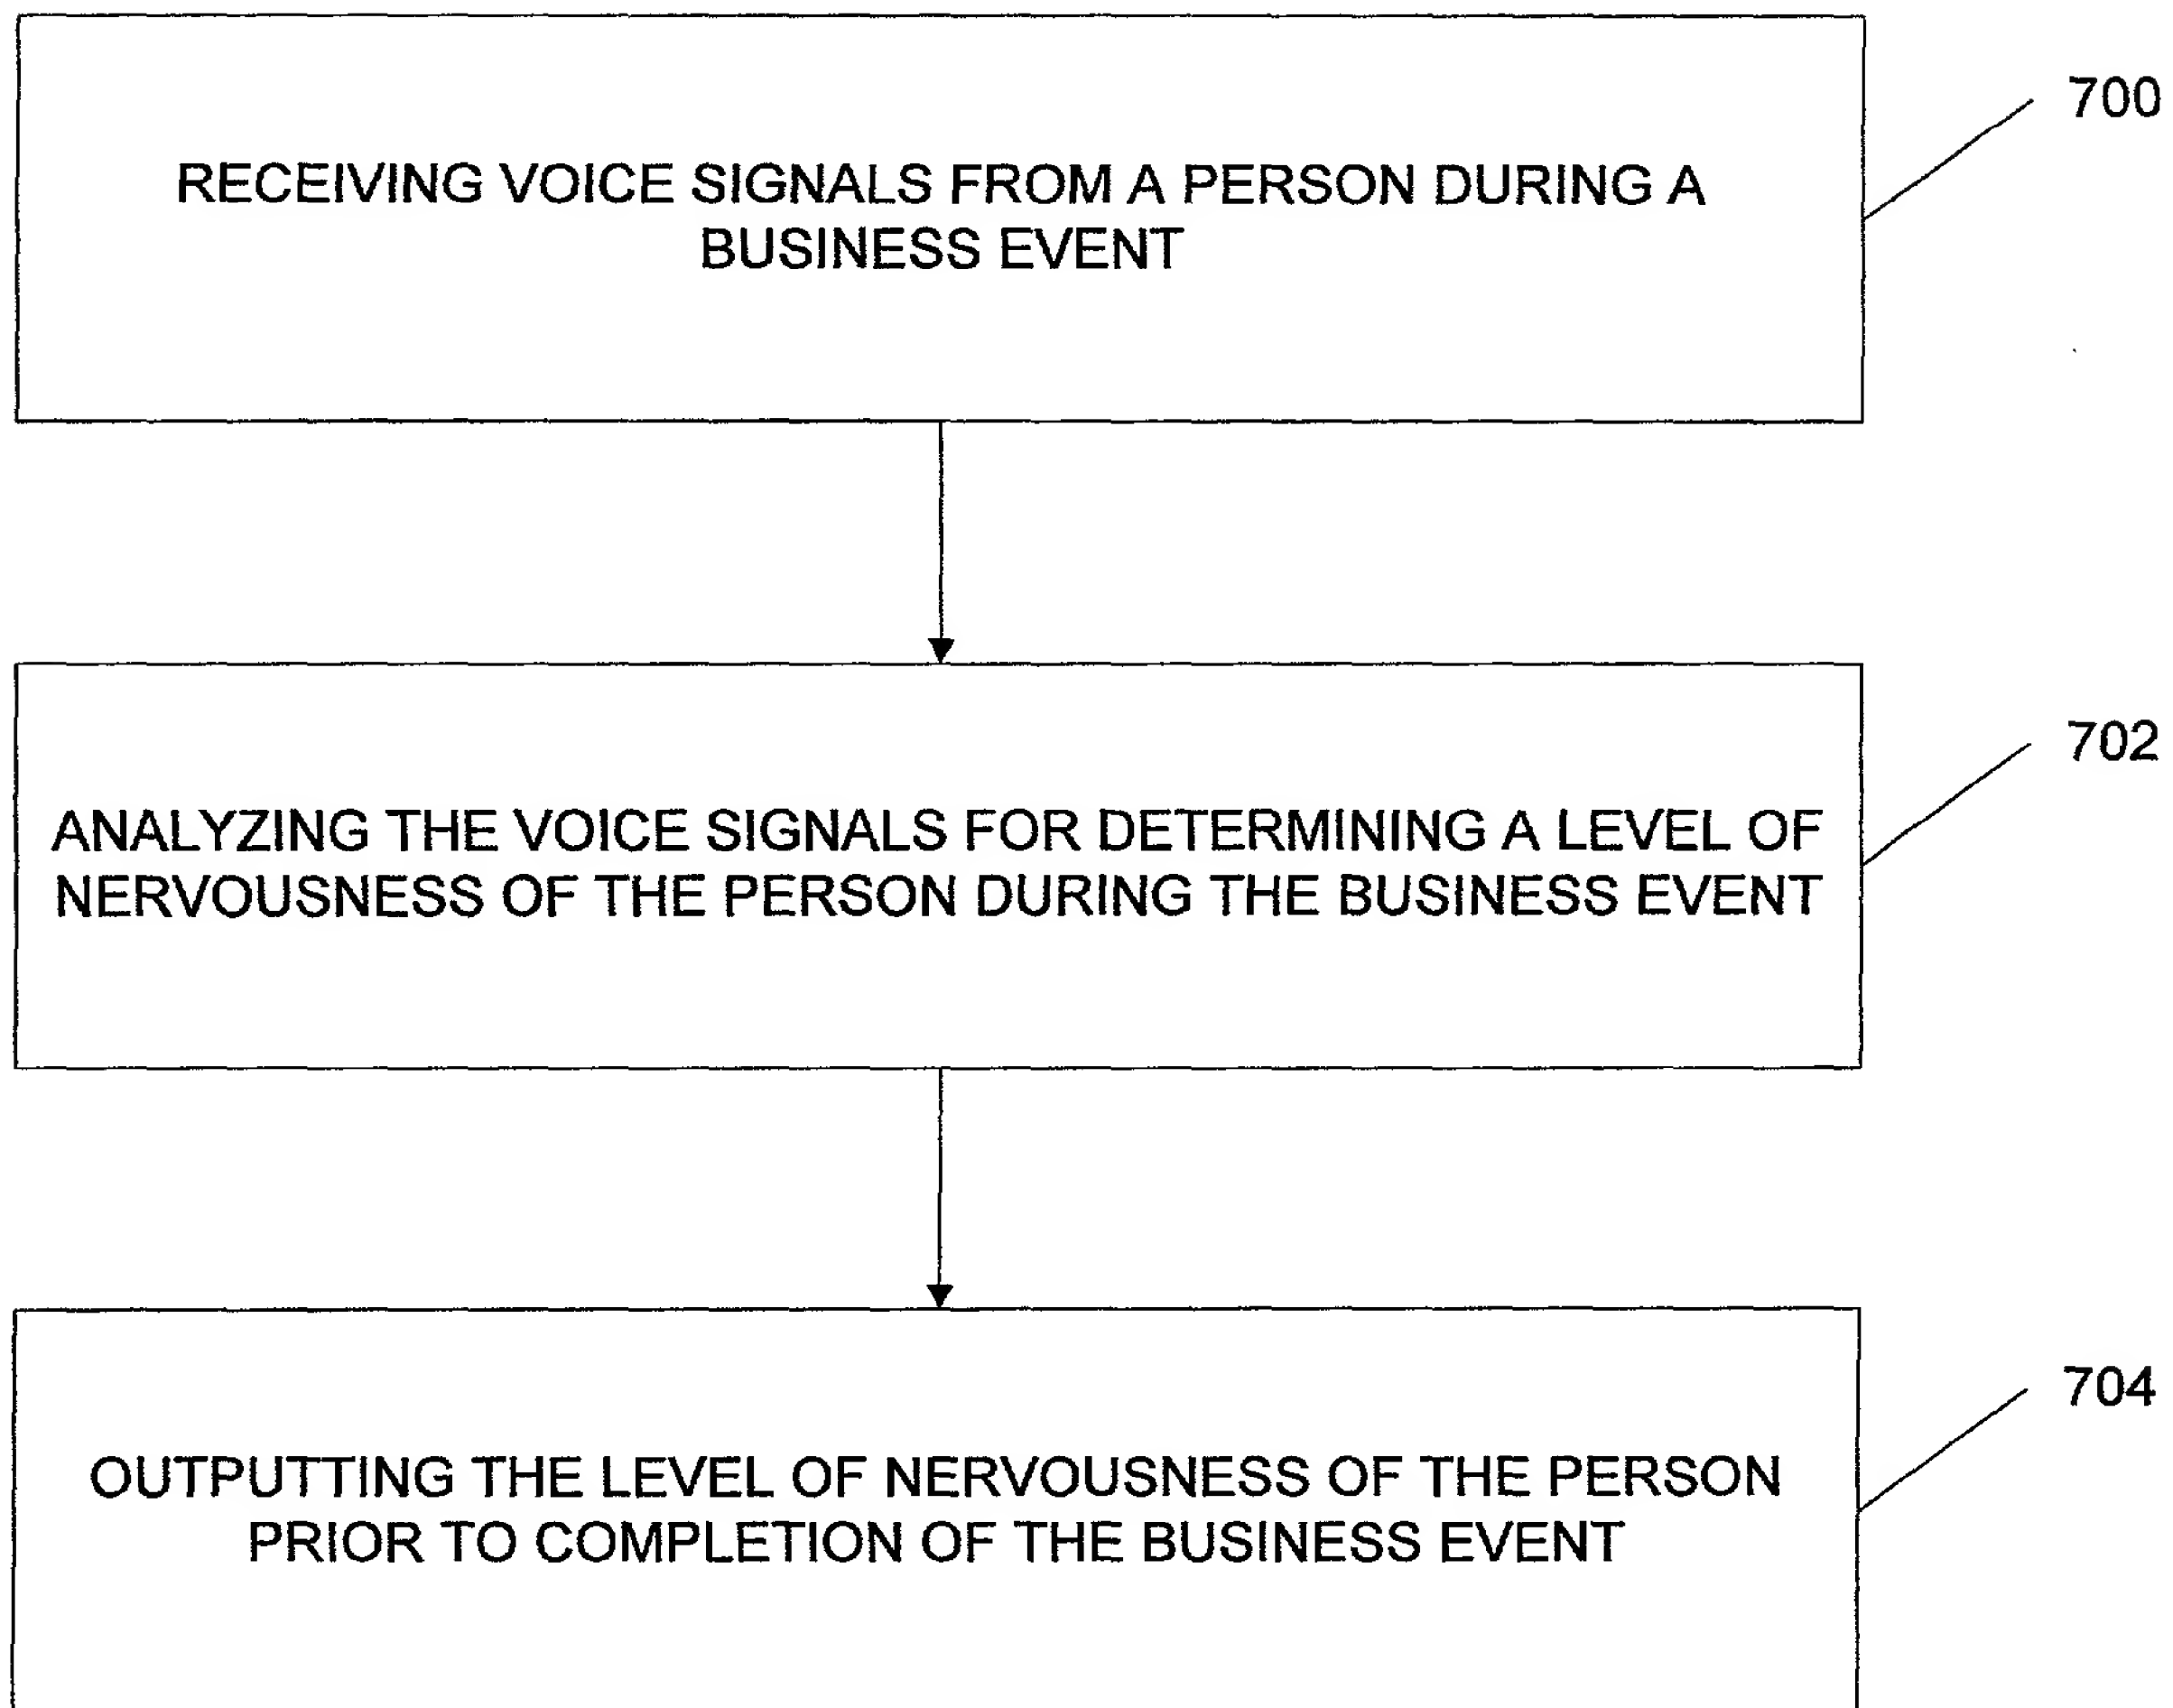 RECEIVING VOICE SIGNALS FROM A PERSON DURING A
BUSINESS EVENT
700
ANALYZING THE VOICE SIGNALS FOR DETERMINING A LEVEL OF
NERVOUSNESS OF THE PERSON DURING THE BUSINESS EVENT
702
OUTPUTTING THE LEVEL OF NERVOUSNESS OF THE PERSON
PRIOR TO COMPLETION OF THE BUSINESS EVENT
704